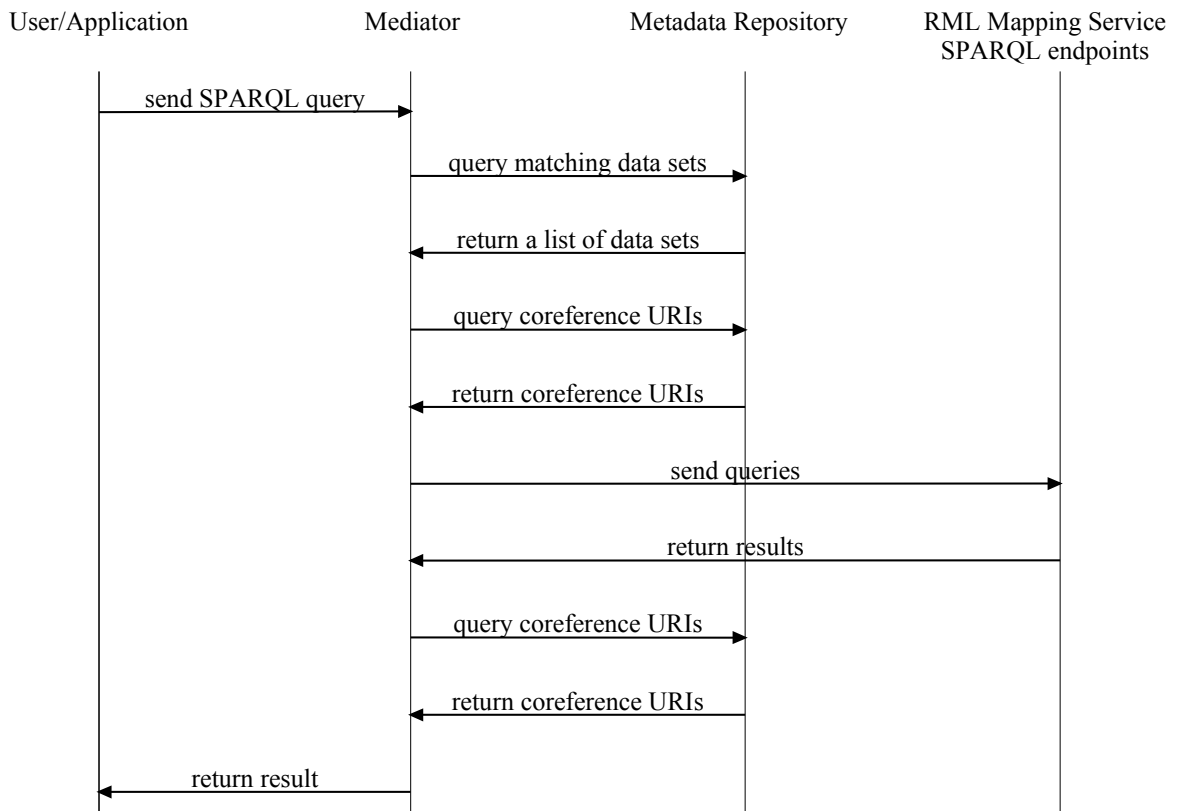 User/Application
Mediator
Metadata Repository
RML Mapping Service
SPARQL endpoints
send SPARQL query
query matching data sets
return a list of data sets
query coreference URIs
return coreference URIs
send queries
return results
query coreference URIs
return coreference URIs
return result